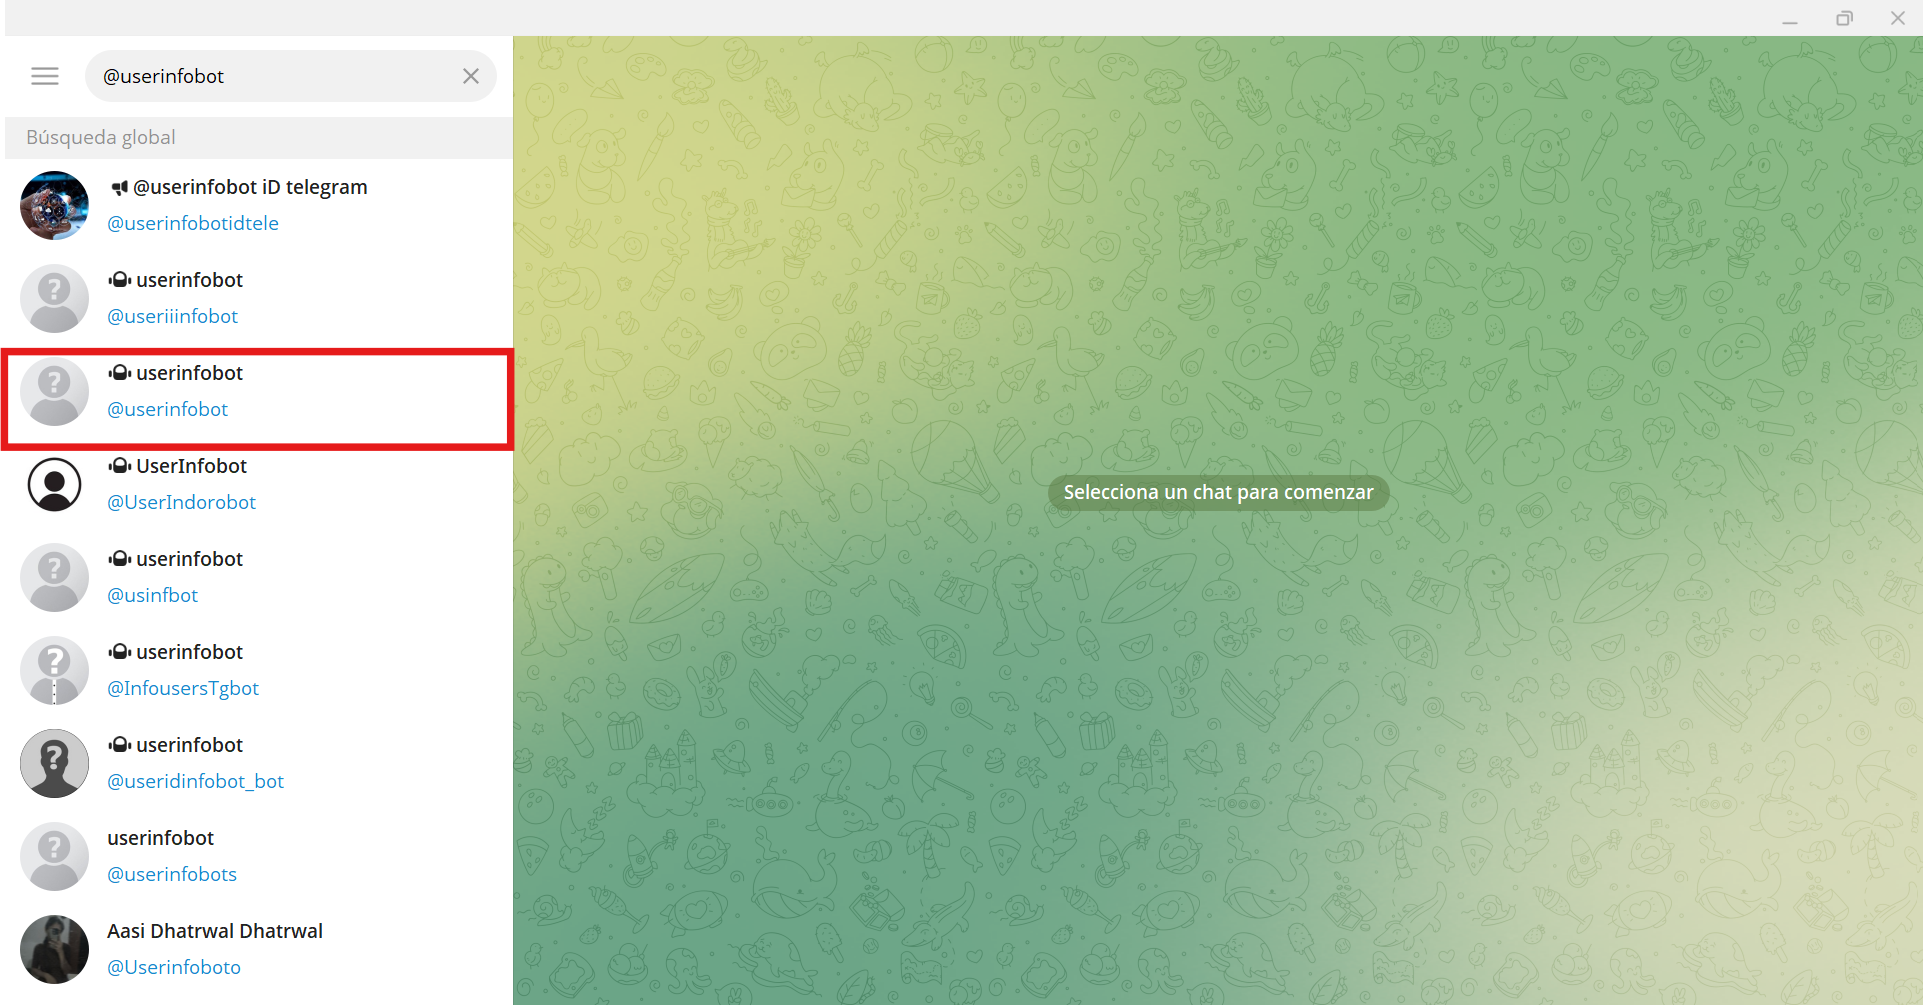 @userinfobot
Búsqueda global
@userinfobot iD telegram
@userinfobotidtele
userinfobot
@useriiinfobot
userinfobot
@userinfobot
UserInfobot
@UserIndorobot
userinfobot
@usinfbot
userinfobot
@InfousersTgbot
userinfobot
@useridinfobot_bot
userinfobot
@userinfobots
Aasi Dhatrwal Dhatrwal
@Userinfoboto
Selecciona un chat para comenzar